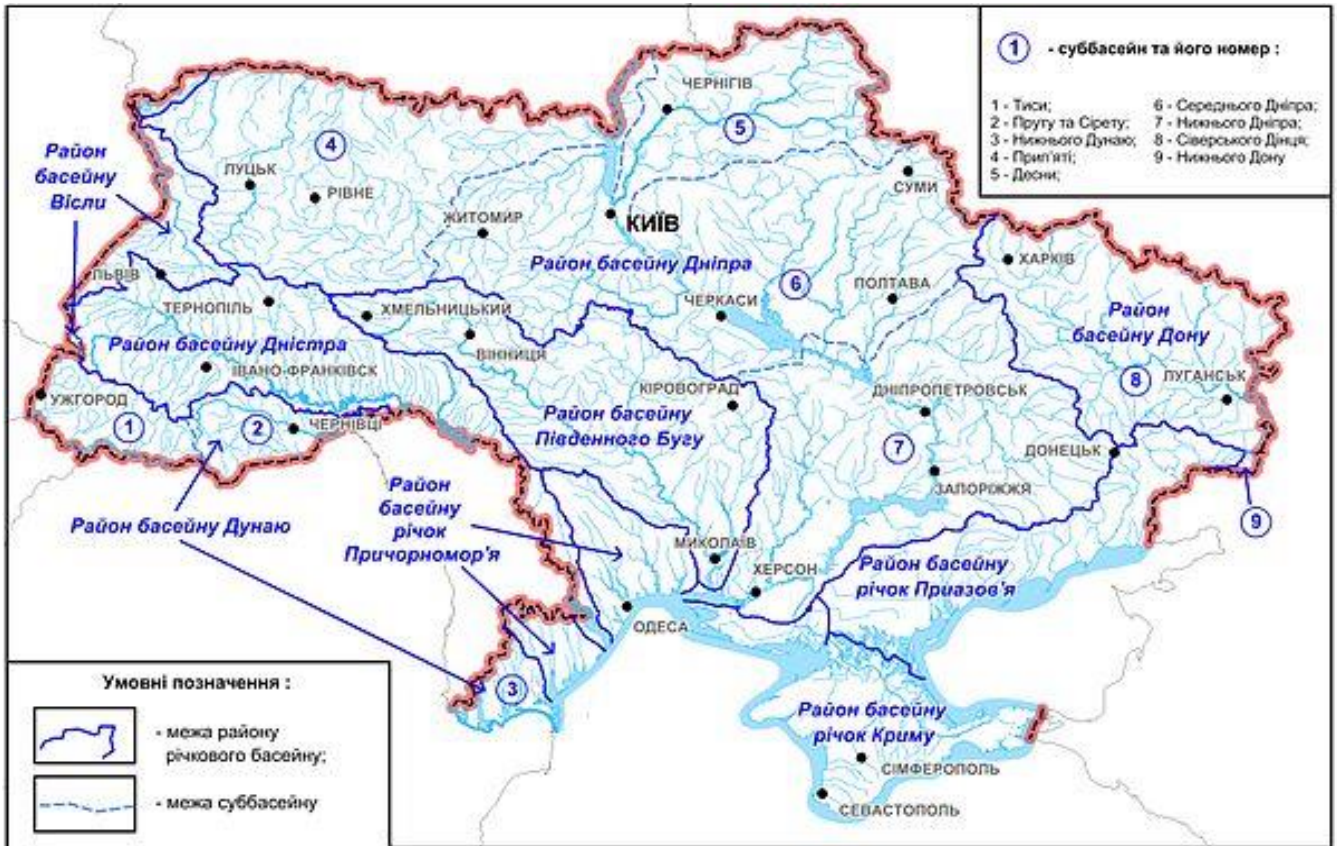 1 - суббасейн та його номер :
1 - Тиси;
2 - Пруту та Сірету;
3 - Нижнього Дунаю;
4 - Прип'яті;
5 - Десни;
6 - Середнього Дніпра;
7 - Нижнього Дніпра;
8 - Сіверського Дінця;
9 - Нижнього Дону
ЧЕРНІГІВ
5
4
Район
басейну
Вісли
ЛУЦЬК
РІВНЕ
СУМИ
ЖИТОМИР
КИЇВ
ХАРКІВ
Район басейну Дніпра
ЛЬВІВ
6
ПОЛТАВА
ТЕРНОПІЛЬ
ХМЕЛЬНИЦЬКИЙ
ЧЕРКАСИ
Район
басейну Дону
Район басейну Дністра
ВІННИЦЯ
ІВАНО-ФРАНКІВСК
8
ЛУГАНСЬК
УЖГОРОД
КІРОВОГРАД
ДНІПРОПЕТРОВСЬК
1
2
ЧЕРНІВЦІ
Район басейну
Південного Бугу
7
ДОНЕЦЬК
ЗАПОРІЖЖЯ
Район
басейну
річок
Причорномор'я
Район басейну Дунаю
9
МИКОЛАЇВ
ХЕРСОН
Район басейну
річок Приазов'я
ОДЕСА
3
Район басейну
річок Криму
СІМФЕРОПОЛЬ
СЕВАСТОПОЛЬ
Умовні позначення :
- межа району
річкового басейну;
- межа суббасейну